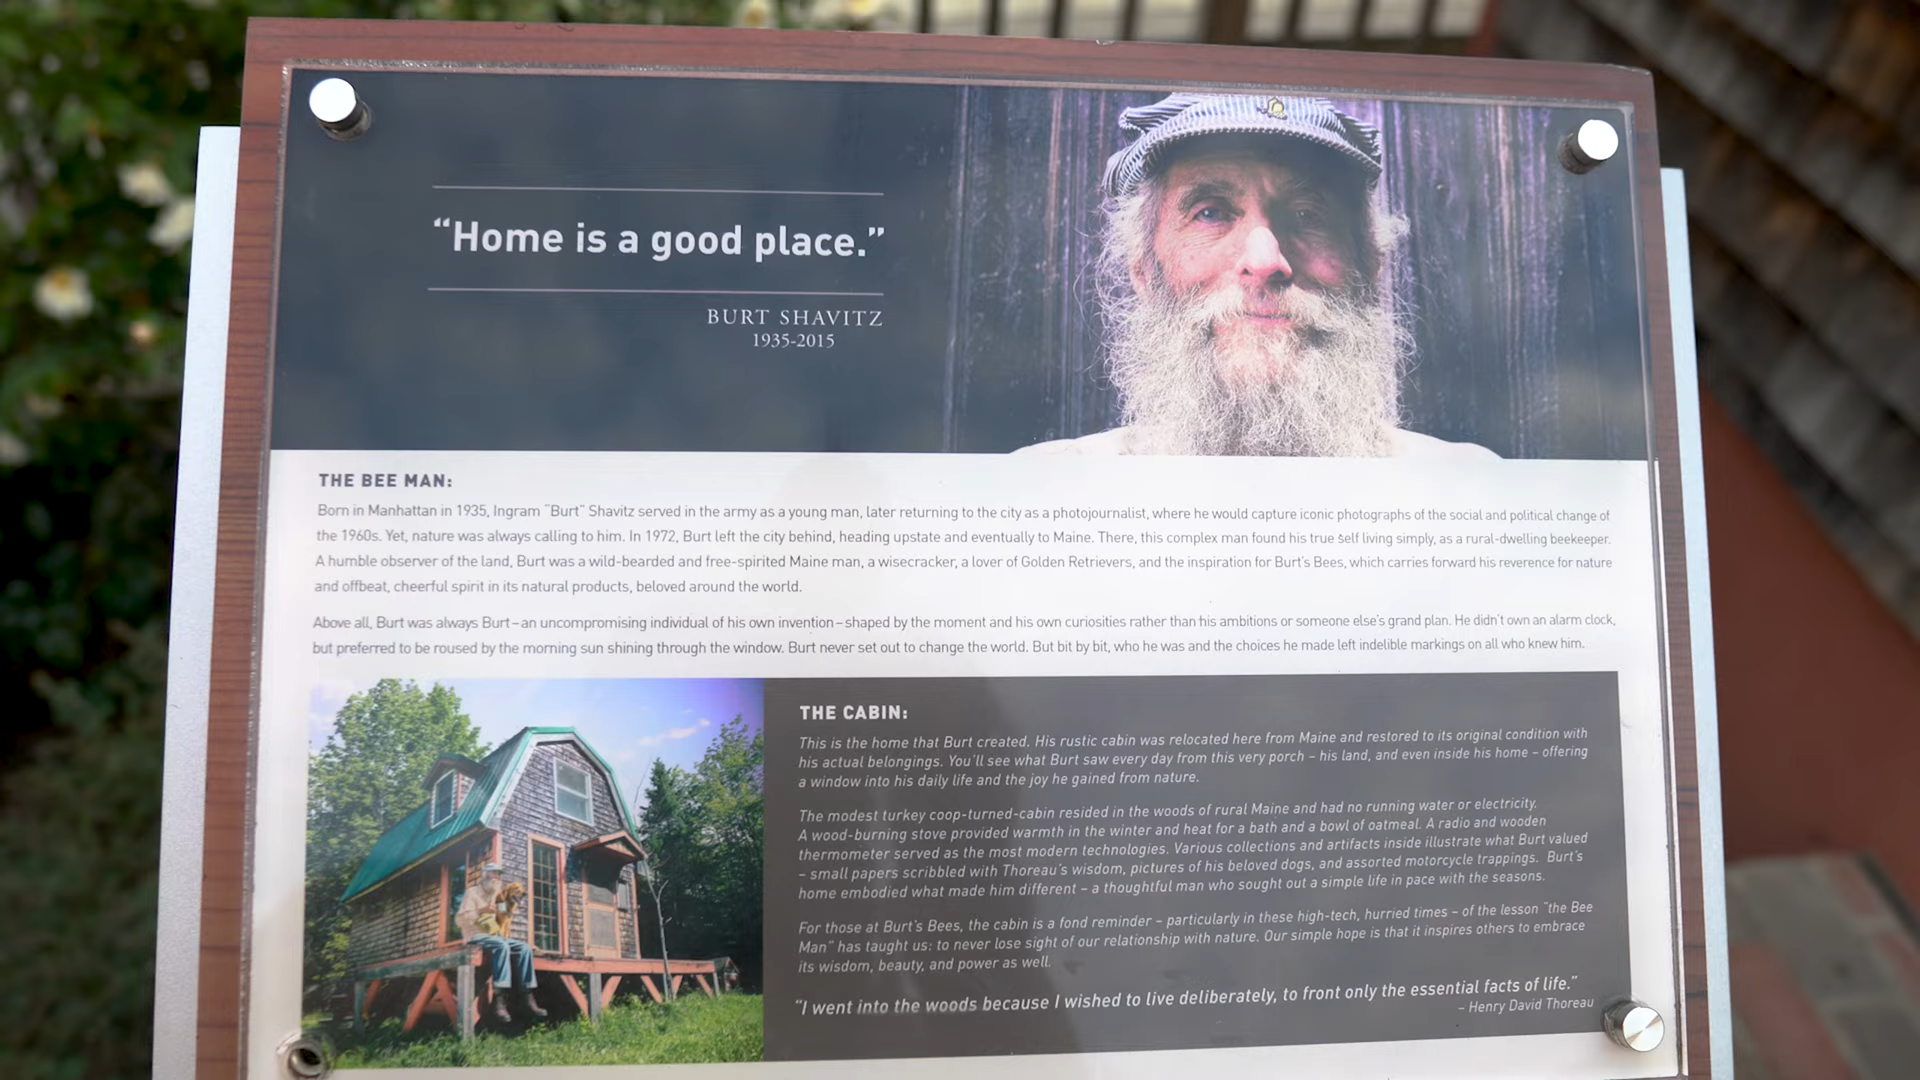 “Home is a good place.”
BURT SHAVITZ
1935-2015
THE BEE MAN:
Born in Manhattan in 1935, Ingram “Burt” Shavitz served in the army as a young man, later returning to the city as a photojournalist, where he would capture iconic photographs of the social and political change of
the 1960s. Yet, nature was always calling to him. In 1972, Burt left the city behind, heading upstate and eventually to Maine. There, this complex man found his true self living simply, as a rural-dwelling beekeeper.
A humble observer of the land, Burt was a wild-bearded and free-spirited Maine man, a wisecracker, a lover of Golden Retrievers, and the inspiration for Burt’s Bees, which carries forward his reverence for nature
and offbeat, cheerful spirit in its natural products, beloved around the world.
Above all, Burt was always Burt–an uncompromising individual of his own invention–shaped by the moment and his own curiosities rather than his ambitions or someone else’s grand plan. He didn’t own an alarm clock,
but preferred to be roused by the morning sun shining through the window. Burt never set out to change the world. But bit by bit, who he was and the choices he made left indelible markings on all who knew him.
THE CABIN:
This is the home that Burt created. His rustic cabin was relocated here from Maine and restored to its original condition with
his actual belongings. You’ll see what Burt saw every day from this very porch – his land, and even inside his home – offering
a window into his daily life and the joy he gained from nature.
The modest turkey coop-turned-cabin resided in the woods of rural Maine and had no running water or electricity.
A wood-burning stove provided warmth in the winter and heat for a bath and a bowl of oatmeal. A radio and wooden
thermometer served as the most modern technologies. Various collections and artifacts inside illustrate what Burt valued
– small papers scribbled with Thoreau’s wisdom, pictures of his beloved dogs, and assorted motorcycle trappings. Burt’s
home embodied what made him different – a thoughtful man who sought out a simple life in pace with the seasons.
For those at Burt’s Bees, the cabin is a fond reminder – particularly in these high-tech, hurried times – of the lesson “the Bee
Man” has taught us: to never lose sight of our relationship with nature. Our simple hope is that it inspires others to embrace
its wisdom, beauty, and power as well.
“I went into the woods because I wished to live deliberately, to front only the essential facts of life.”
– Henry David Thoreau